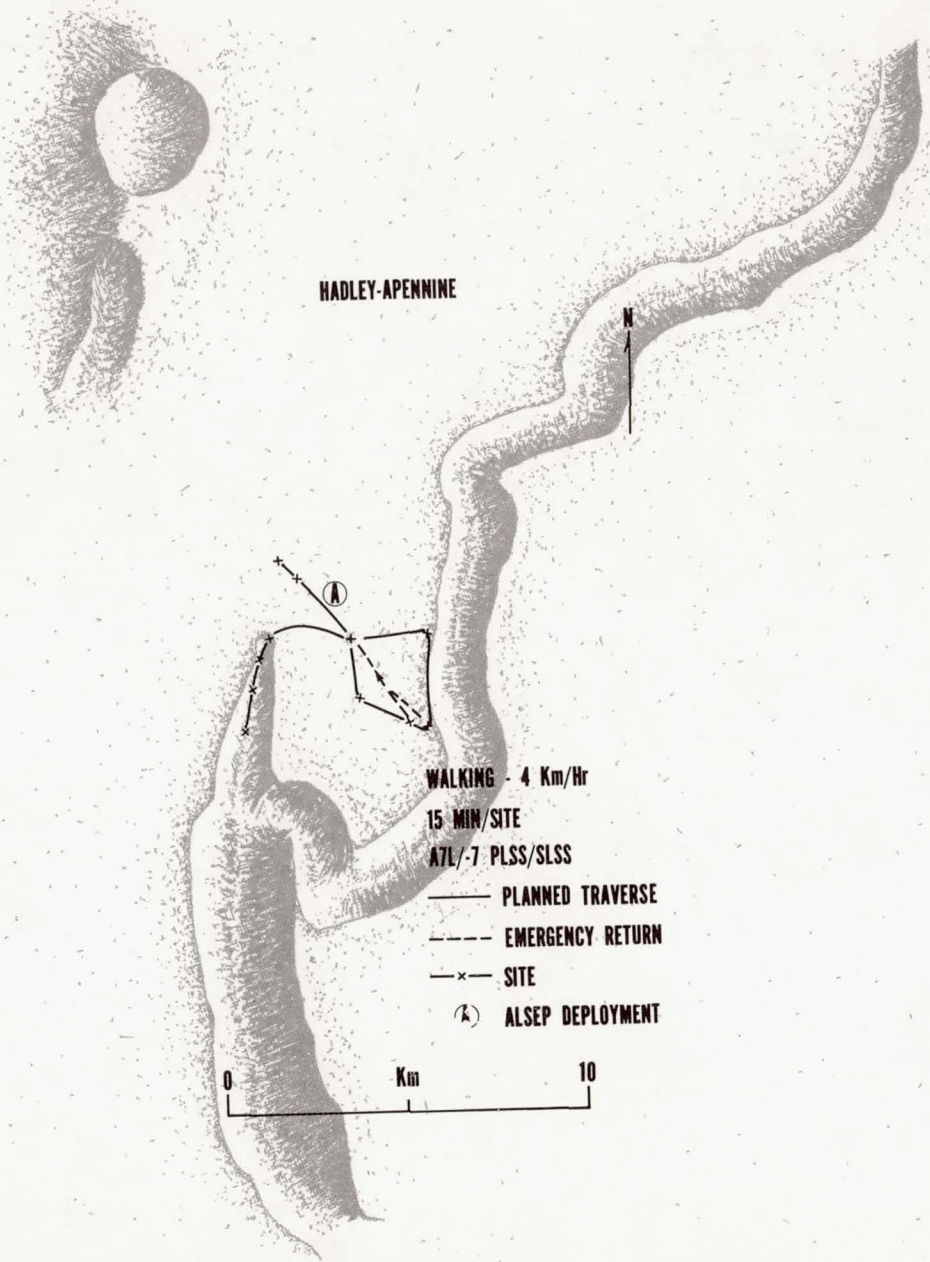 HADLEY-APENNINE
N
A
WALKING - 4 Km/Hr
15 MIN/SITE
A7L/-7 PLSS/SLSS
PLANNED TRAVERSE
EMERGENCY RETURN
SITE
A ALSEP DEPLOYMENT
0 Km 10